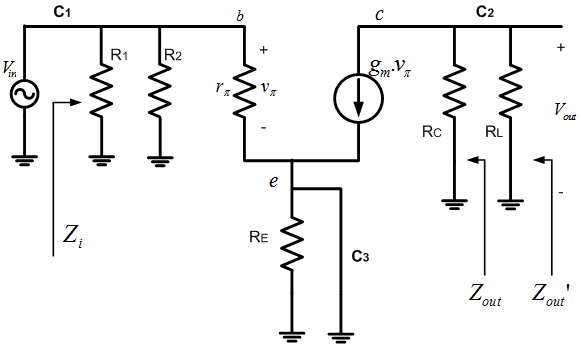 C1
b
c
C2
Vin
R1
R2
+
rπ
vπ
-
gm.vπ
+
RC
RL
Vout
-
e
Zi
RE
C3
Zout
Zout'